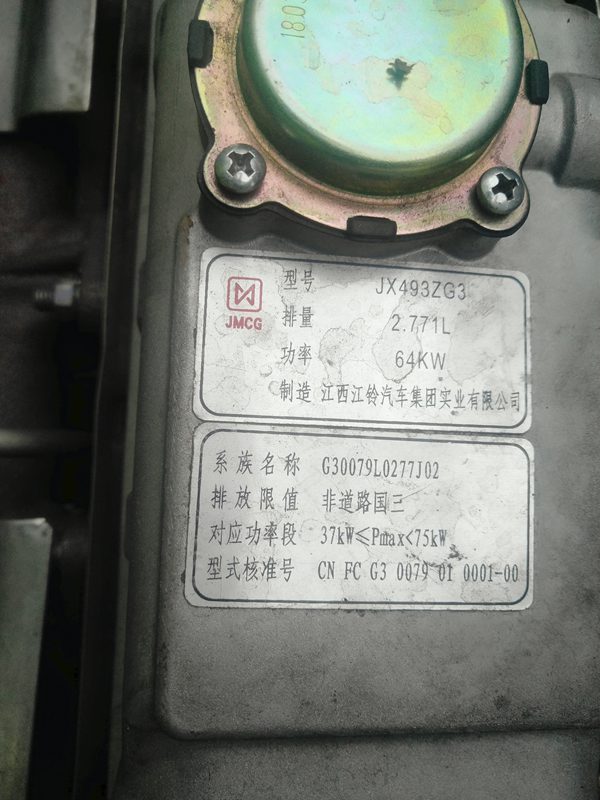 型号 JX493ZG3
排量 2.771L
功率 64KW
JMCG
制造 江西江铃汽车集团实业有限公司
系族名称 G30079L0277J02
排放限值 非道路国三
对应功率段 37kW≤Pmax<75kW
型式核准号 CN FC G3 0079 01 0001-00